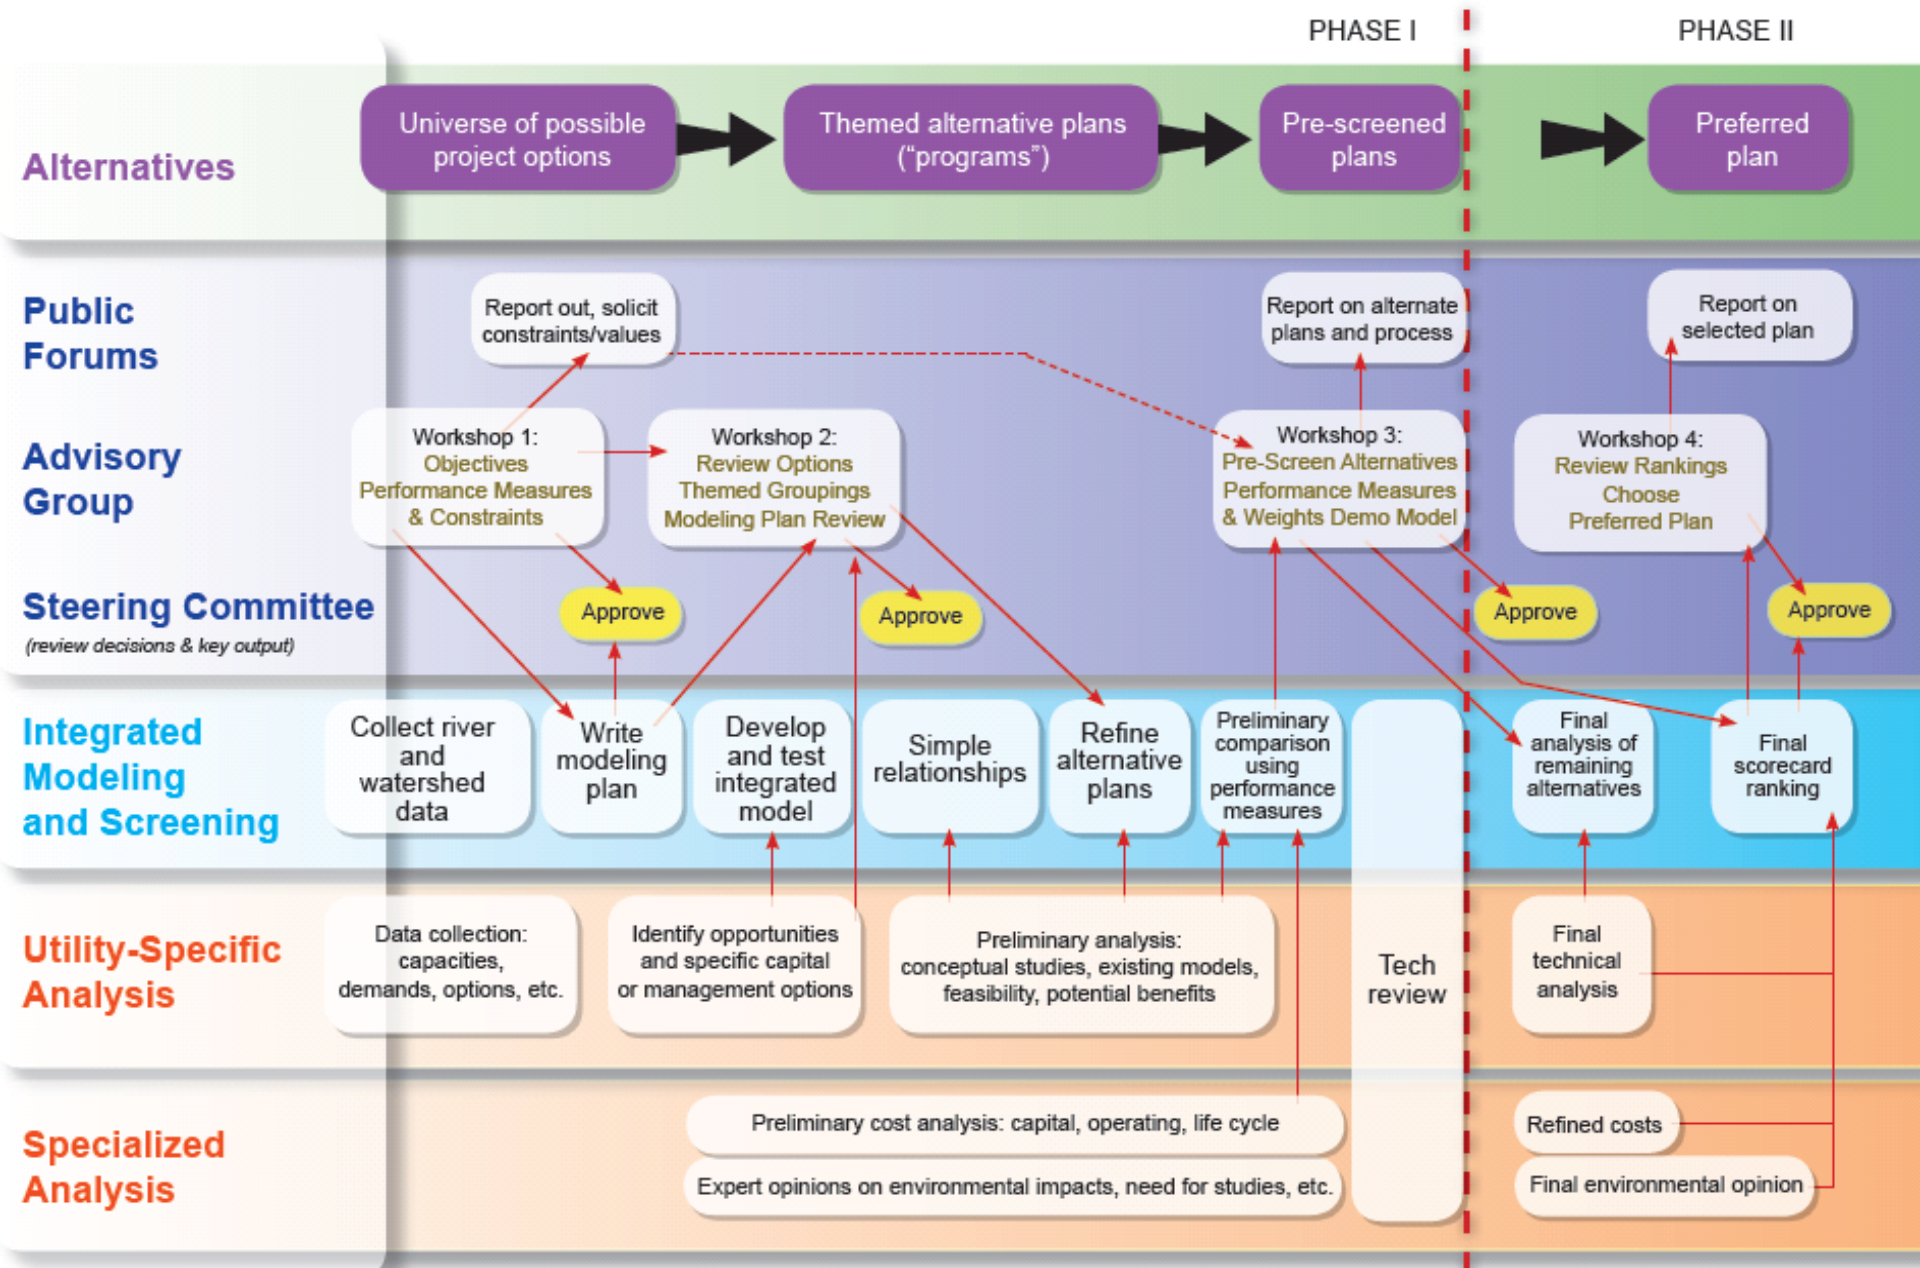 PHASE I
PHASE II
Alternatives
Universe of possible
project options
Themed alternative plans
(“programs”)
Pre-screened
plans
Preferred
plan
Public
Forums
Report out, solicit
constraints/values
Report on alternate
plans and process
Report on
selected plan
Advisory
Group
Workshop 1:
Objectives
Performance Measures
& Constraints
Workshop 2:
Review Options
Themed Groupings
Modeling Plan Review
Workshop 3:
Pre-Screen Alternatives
Performance Measures
& Weights Demo Model
Workshop 4:
Review Rankings
Choose
Preferred Plan
Steering Committee
(review decisions & key output)
Approve
Approve
Approve
Approve
Integrated
Modeling
and Screening
Collect river
and
watershed
data
Write
modeling
plan
Develop
and test
integrated
model
Simple
relationships
Refine
alternative
plans
Preliminary
comparison
using
performance
measures
Final
analysis of
remaining
alternatives
Final
scorecard
ranking
Utility-Specific
Analysis
Data collection:
capacities,
demands, options, etc.
Identify opportunities
and specific capital
or management options
Preliminary analysis:
conceptual studies, existing models,
feasibility, potential benefits
Tech
review
Final
technical
analysis
Specialized
Analysis
Preliminary cost analysis: capital, operating, life cycle
Expert opinions on environmental impacts, need for studies, etc.
Refined costs
Final environmental opinion